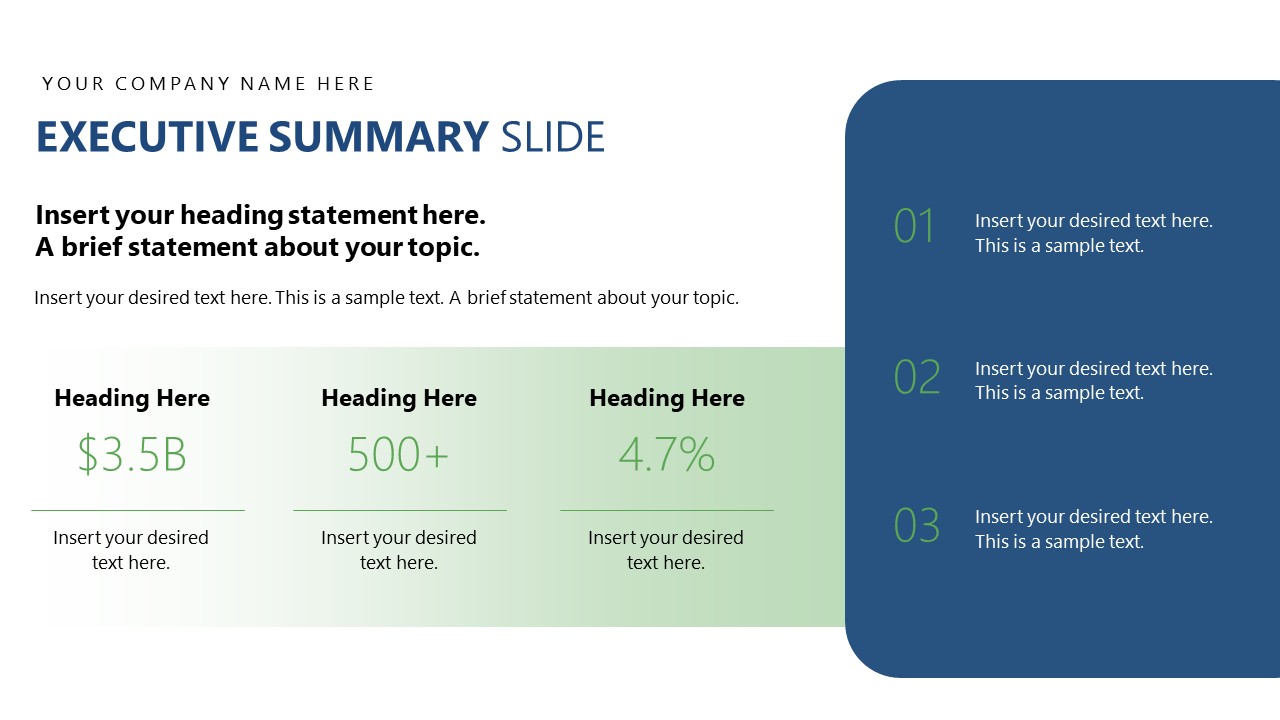 YOUR COMPANY NAME HERE
EXECUTIVE SUMMARY SLIDE
Insert your heading statement here.
A brief statement about your topic.
Insert your desired text here. This is a sample text. A brief statement about your topic.
Heading Here
$3.5B
Insert your desired
text here.
Heading Here
500+
Insert your desired
text here.
Heading Here
4.7%
Insert your desired
text here.
01
Insert your desired text here.
This is a sample text.
02
Insert your desired text here.
This is a sample text.
03
Insert your desired text here.
This is a sample text.